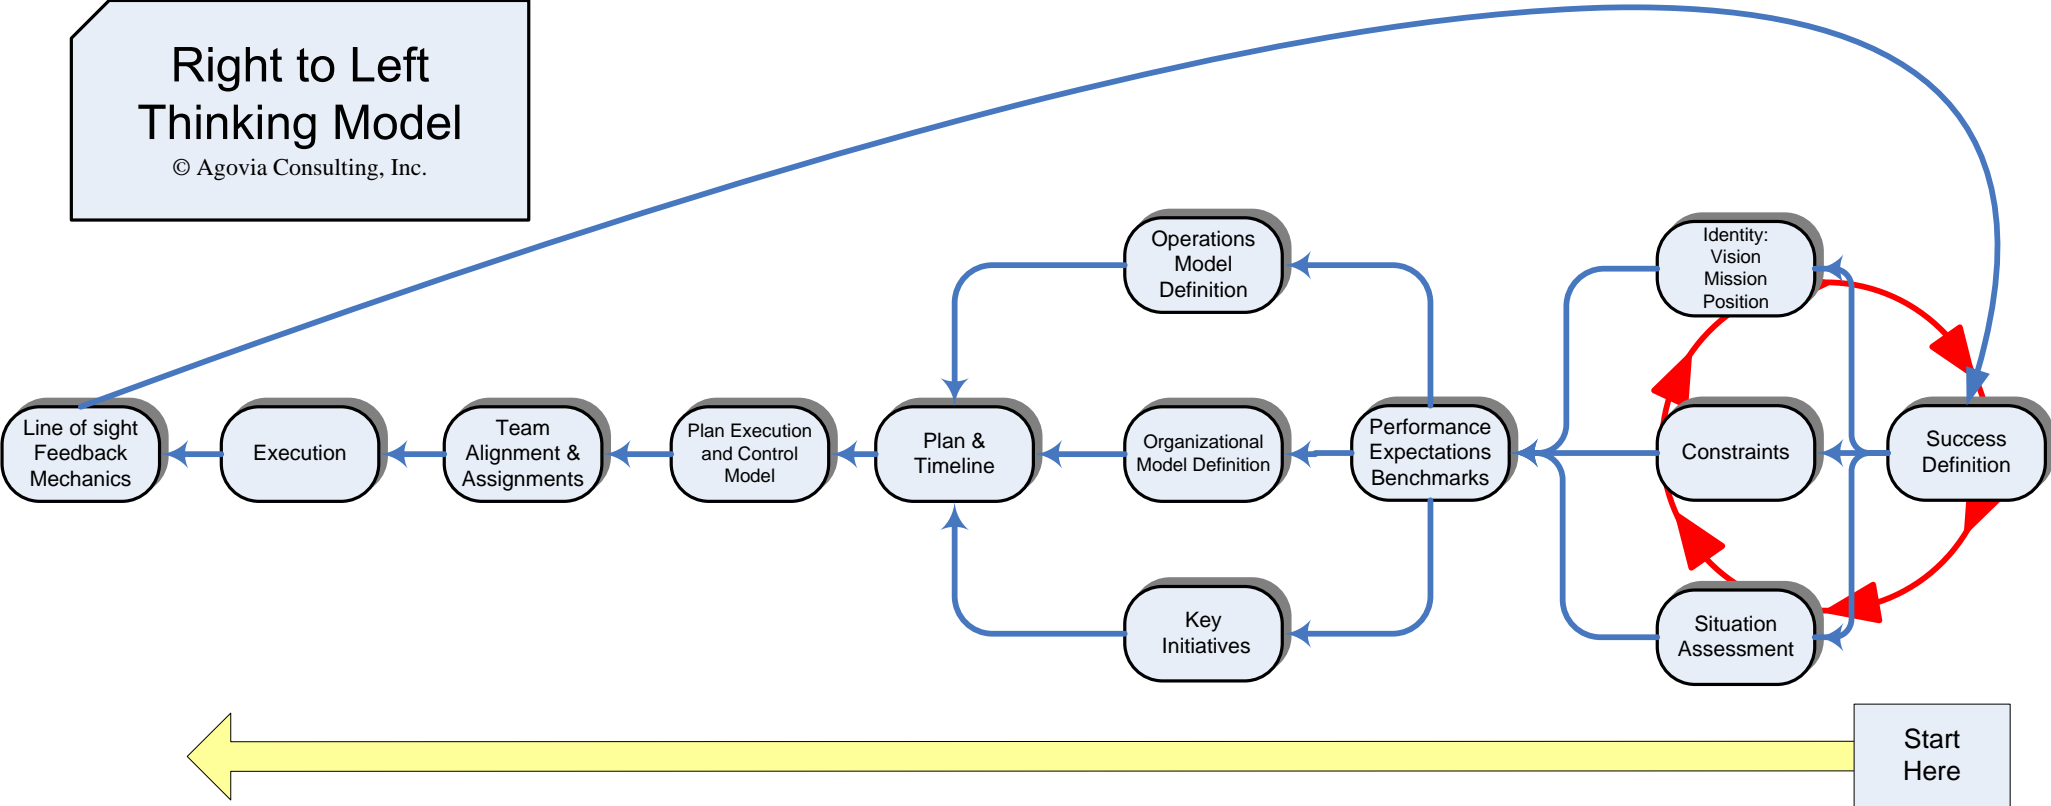 Right to Left
Thinking Model
© Agovia Consulting, Inc.
Operations
Model
Definition
Identity:
Vision
Mission
Position
Line of sight
Feedback
Mechanics
Execution
Team
Alignment &
Assignments
Plan Execution
and Control
Model
Plan &
Timeline
Organizational
Model Definition
Performance
Expectations
Benchmarks
Constraints
Success
Definition
Key
Initiatives
Situation
Assessment
Start
Here